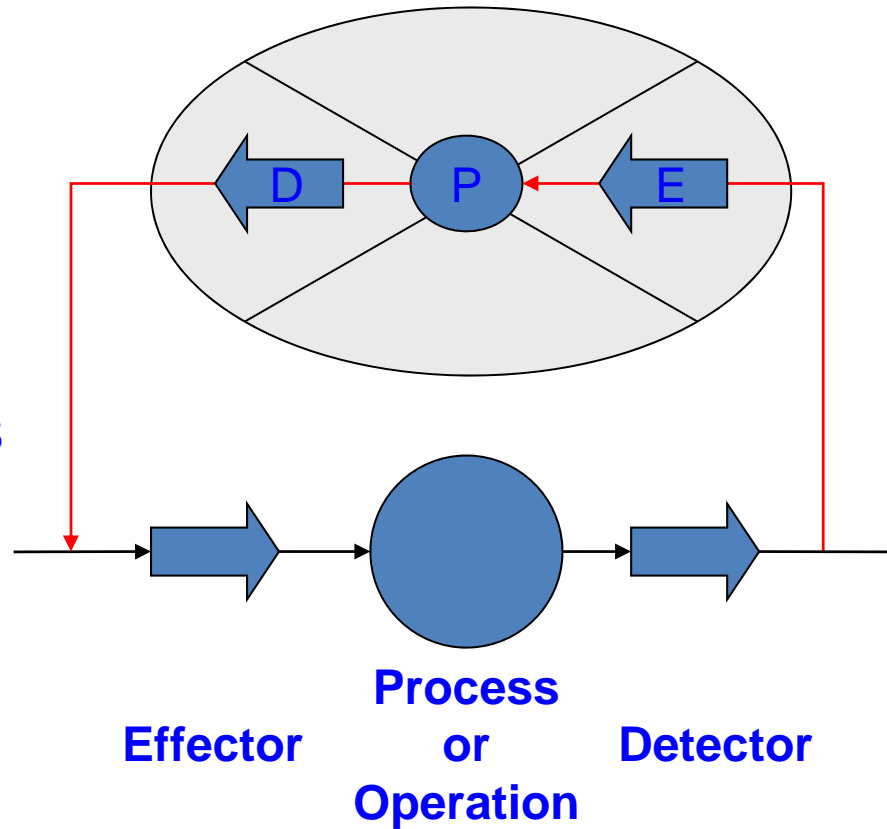 D P E
s
Process
Effector or Detector
Operation